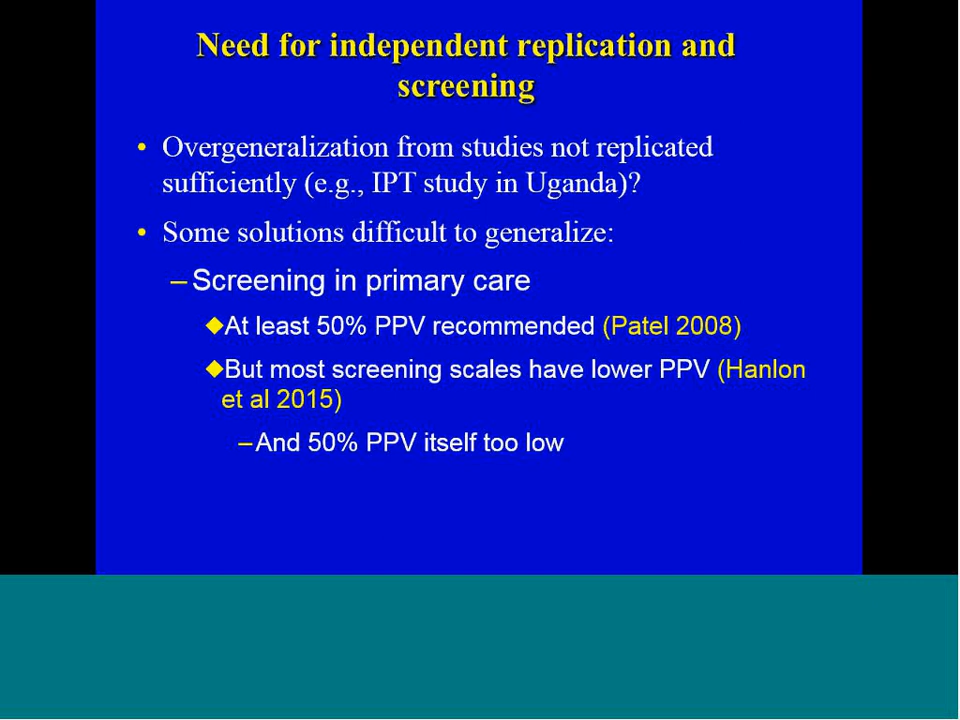 Need for independent replication and
screening
• Overgeneralization from studies not replicated
sufficiently (e.g., IPT study in Uganda)?
• Some solutions difficult to generalize:
– Screening in primary care
◆At least 50% PPV recommended (Patel 2008)
◆But most screening scales have lower PPV (Hanlon
et al 2015)
–And 50% PPV itself too low